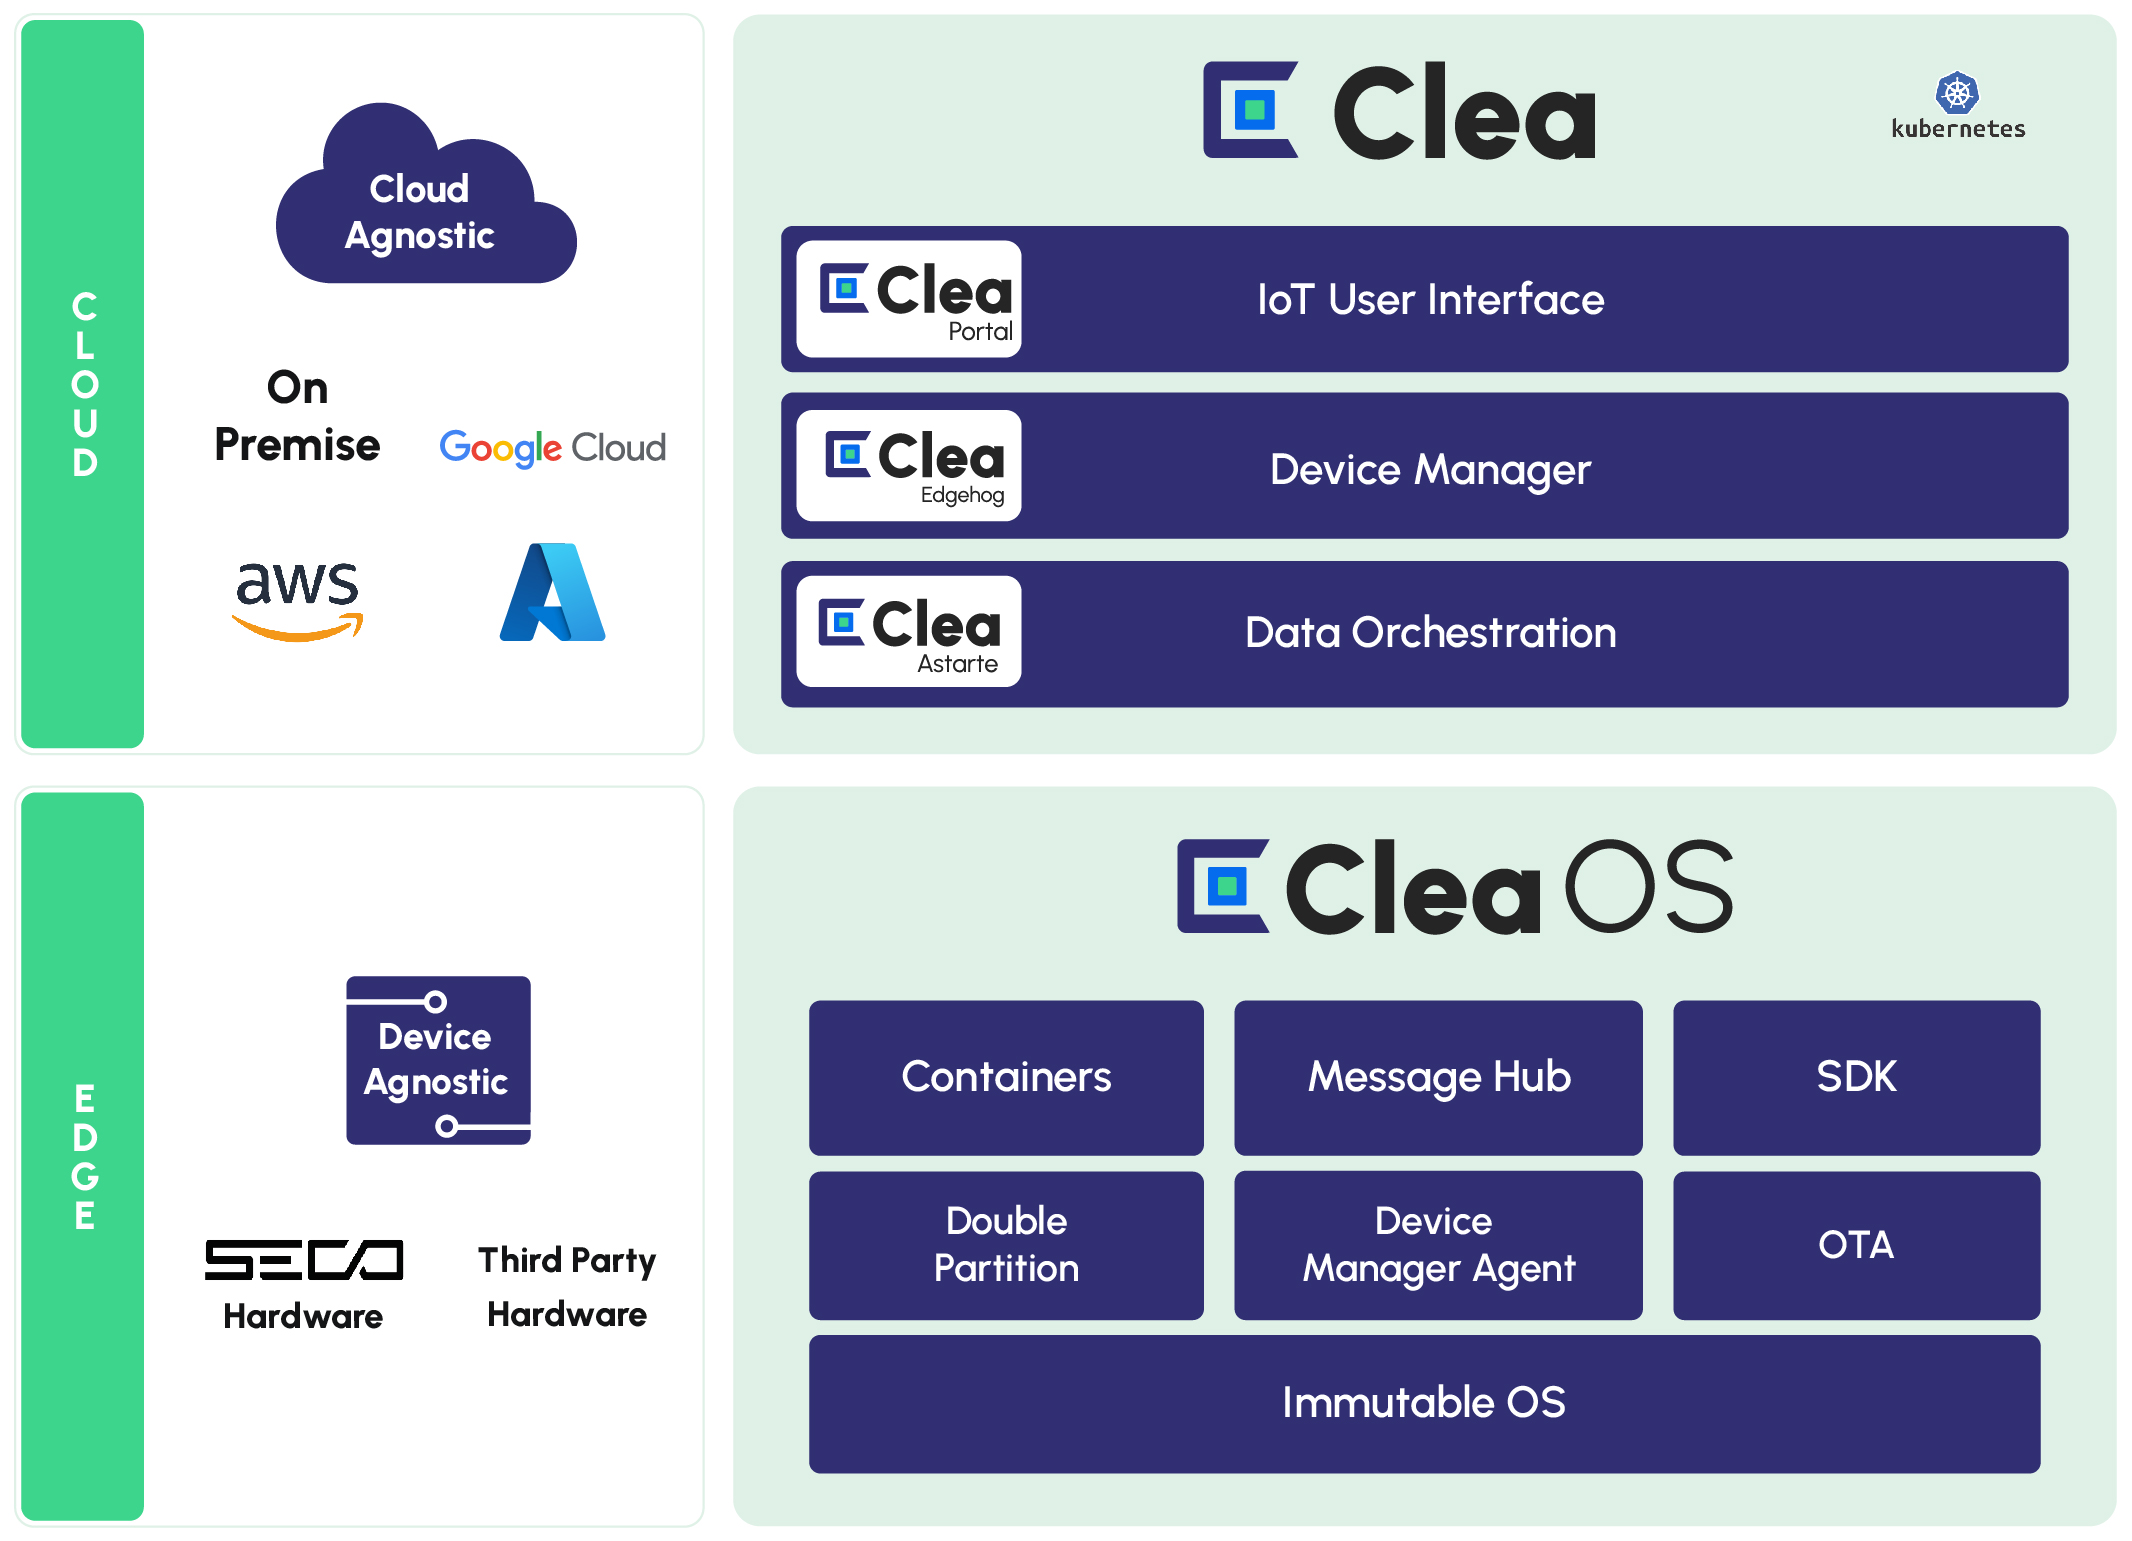 CLOUD
Cloud
Agnostic
On
Premise
Google Cloud
aws
Clea
kubernetes
Clea
Portal
IoT User Interface
Clea
Edgehog
Device Manager
Clea
Astarte
Data Orchestration
EDGE
Device
Agnostic
SECO
Hardware
Third Party
Hardware
Clea OS
Containers
Message Hub
SDK
Double
Partition
Device
Manager Agent
OTA
Immutable OS